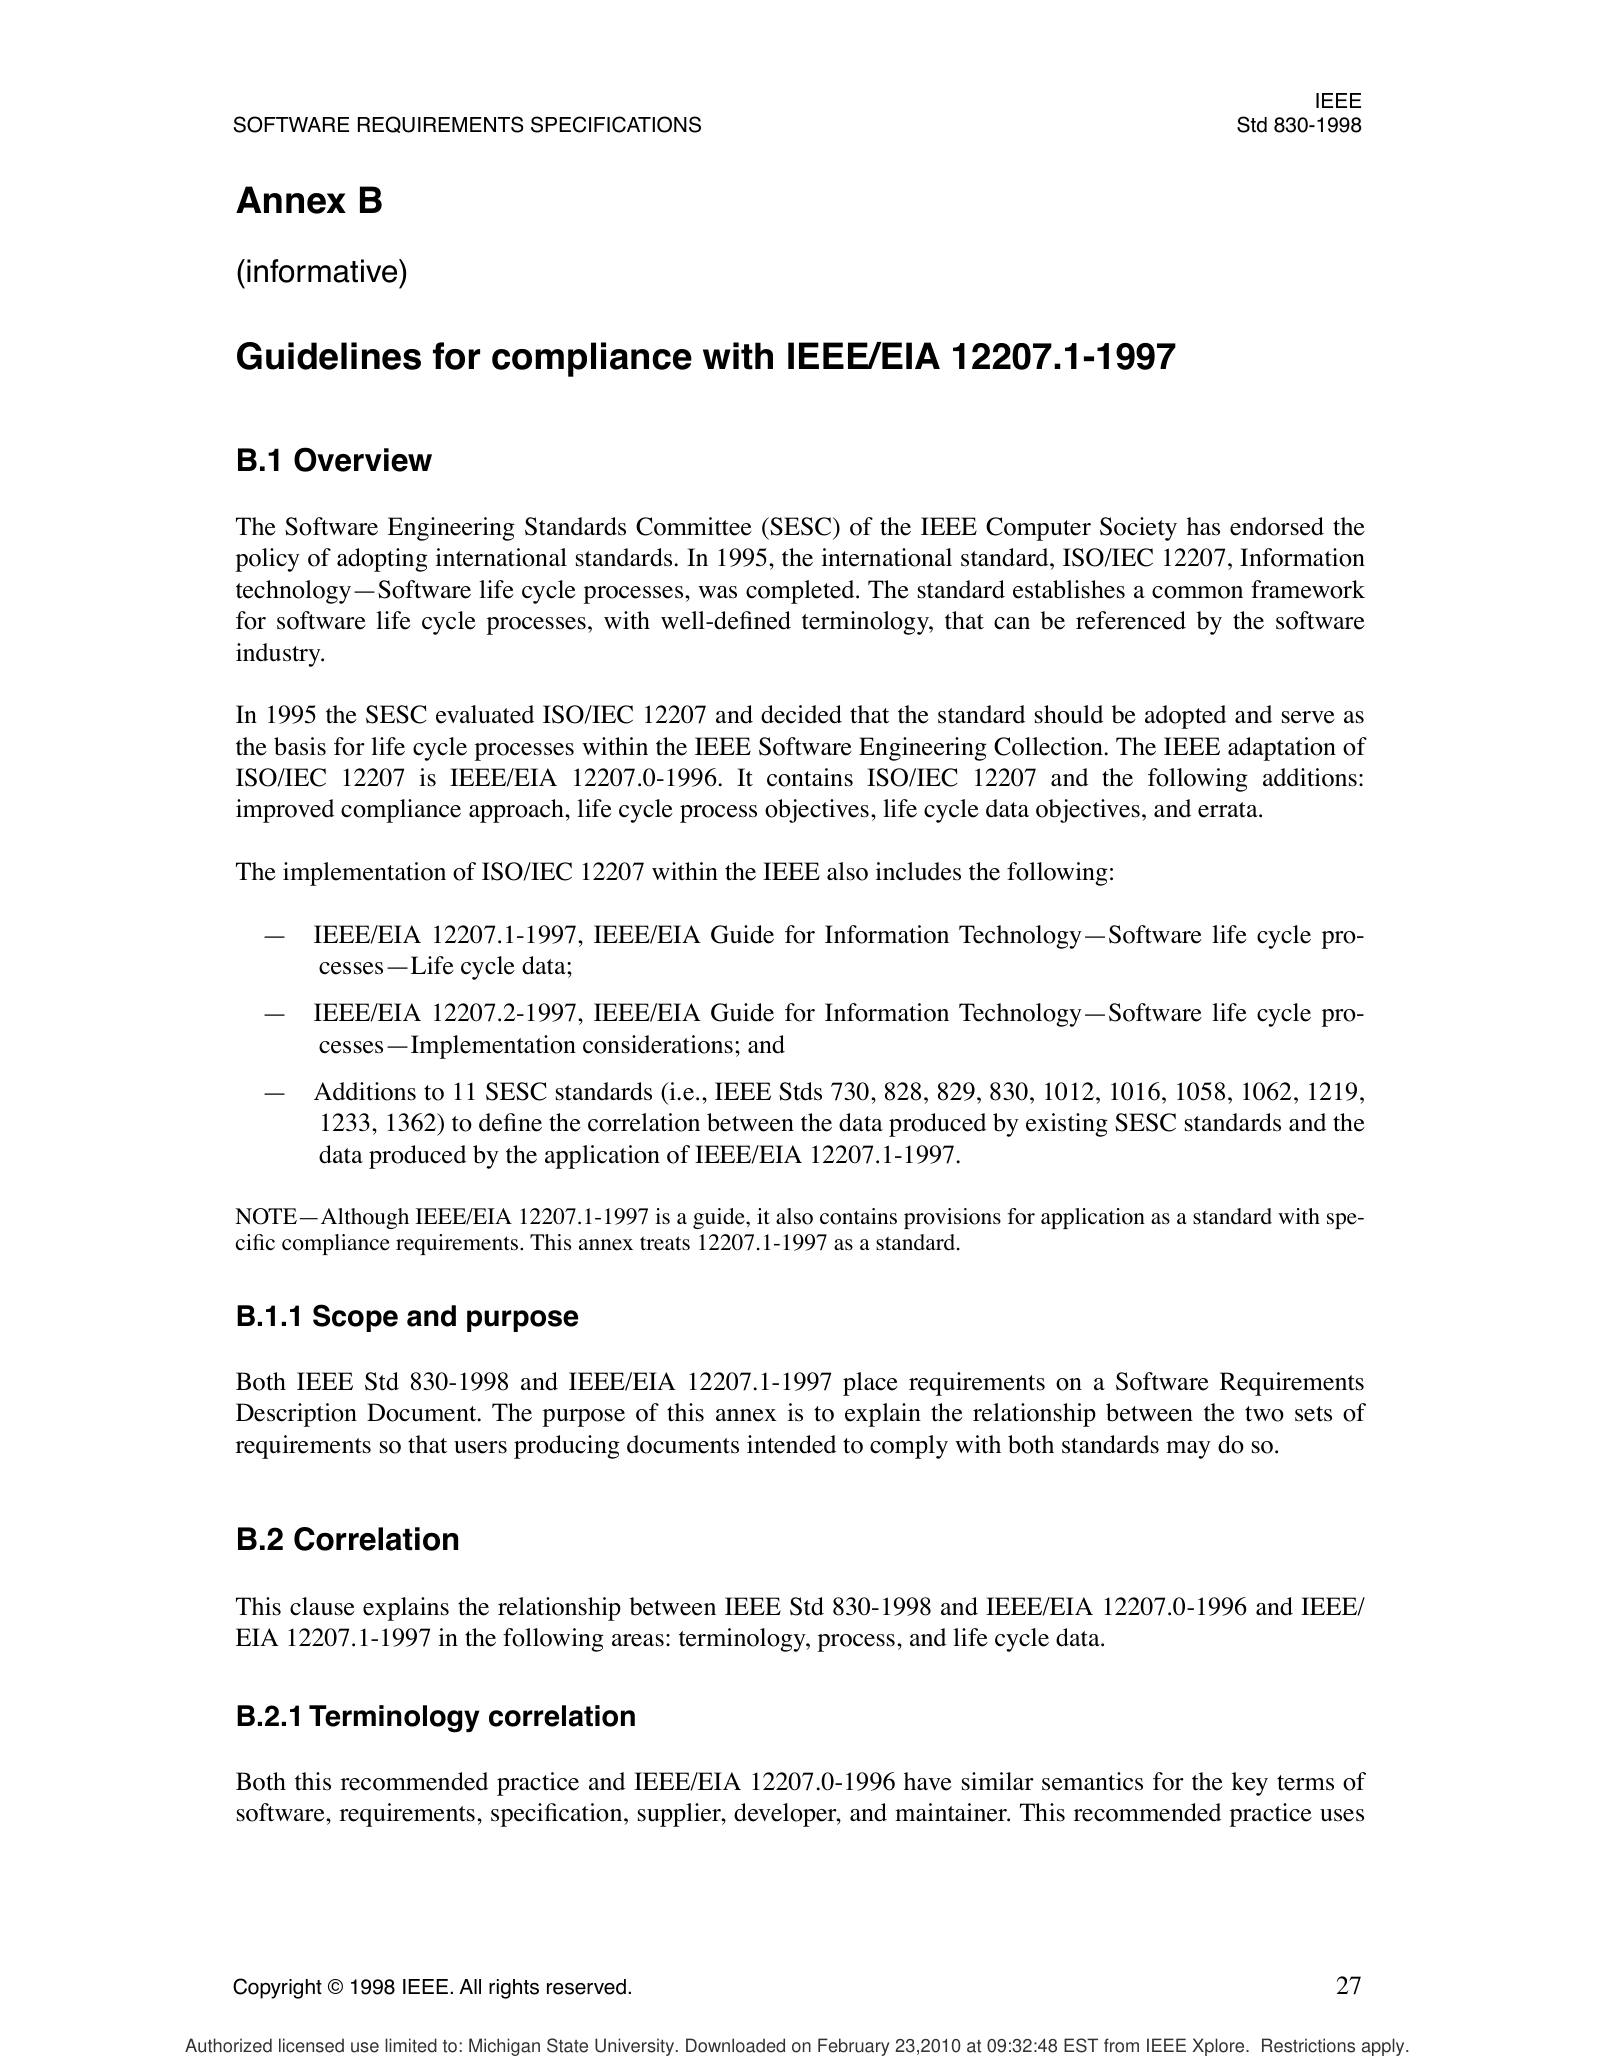 IEEE
SOFTWARE REQUIREMENTS SPECIFICATIONS
Std 830-1998
Annex B
(informative)
Guidelines for compliance with IEEE/EIA 12207.1-1997
B.1 Overview
The Software Engineering Standards Committee (SESC) of the IEEE Computer Society has endorsed the
policy of adopting international standards. In 1995, the international standard, ISO/IEC 12207, Information
technology—Software life cycle processes, was completed. The standard establishes a common framework
for software life cycle processes, with well-defined terminology, that can be referenced by the software
industry.
In 1995 the SESC evaluated ISO/IEC 12207 and decided that the standard should be adopted and serve as
the basis for life cycle processes within the IEEE Software Engineering Collection. The IEEE adaptation of
ISO/IEC 12207 is IEEE/EIA 12207.0-1996. It contains ISO/IEC 12207 and the following additions:
improved compliance approach, life cycle process objectives, life cycle data objectives, and errata.
The implementation of ISO/IEC 12207 within the IEEE also includes the following:
— IEEE/EIA 12207.1-1997, IEEE/EIA Guide for Information Technology—Software life cycle pro-
cesses—Life cycle data;
— IEEE/EIA 12207.2-1997, IEEE/EIA Guide for Information Technology—Software life cycle pro-
cesses—Implementation considerations; and
— Additions to 11 SESC standards (i.e., IEEE Stds 730, 828, 829, 830, 1012, 1016, 1058, 1062, 1219,
1233, 1362) to define the correlation between the data produced by existing SESC standards and the
data produced by the application of IEEE/EIA 12207.1-1997.
NOTE—Although IEEE/EIA 12207.1-1997 is a guide, it also contains provisions for application as a standard with spe-
cific compliance requirements. This annex treats 12207.1-1997 as a standard.
B.1.1 Scope and purpose
Both IEEE Std 830-1998 and IEEE/EIA 12207.1-1997 place requirements on a Software Requirements
Description Document. The purpose of this annex is to explain the relationship between the two sets of
requirements so that users producing documents intended to comply with both standards may do so.
B.2 Correlation
This clause explains the relationship between IEEE Std 830-1998 and IEEE/EIA 12207.0-1996 and IEEE/
EIA 12207.1-1997 in the following areas: terminology, process, and life cycle data.
B.2.1 Terminology correlation
Both this recommended practice and IEEE/EIA 12207.0-1996 have similar semantics for the key terms of
software, requirements, specification, supplier, developer, and maintainer. This recommended practice uses
Copyright © 1998 IEEE. All rights reserved.
27
Authorized licensed use limited to: Michigan State University. Downloaded on February 23,2010 at 09:32:48 EST from IEEE Xplore. Restrictions apply.